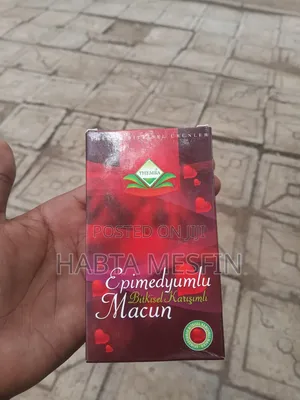 THEMRA
POSTED ON JIJI
HABTA MESFIN
Epimedyumlu
Bitkisel Karışımlı
Macun